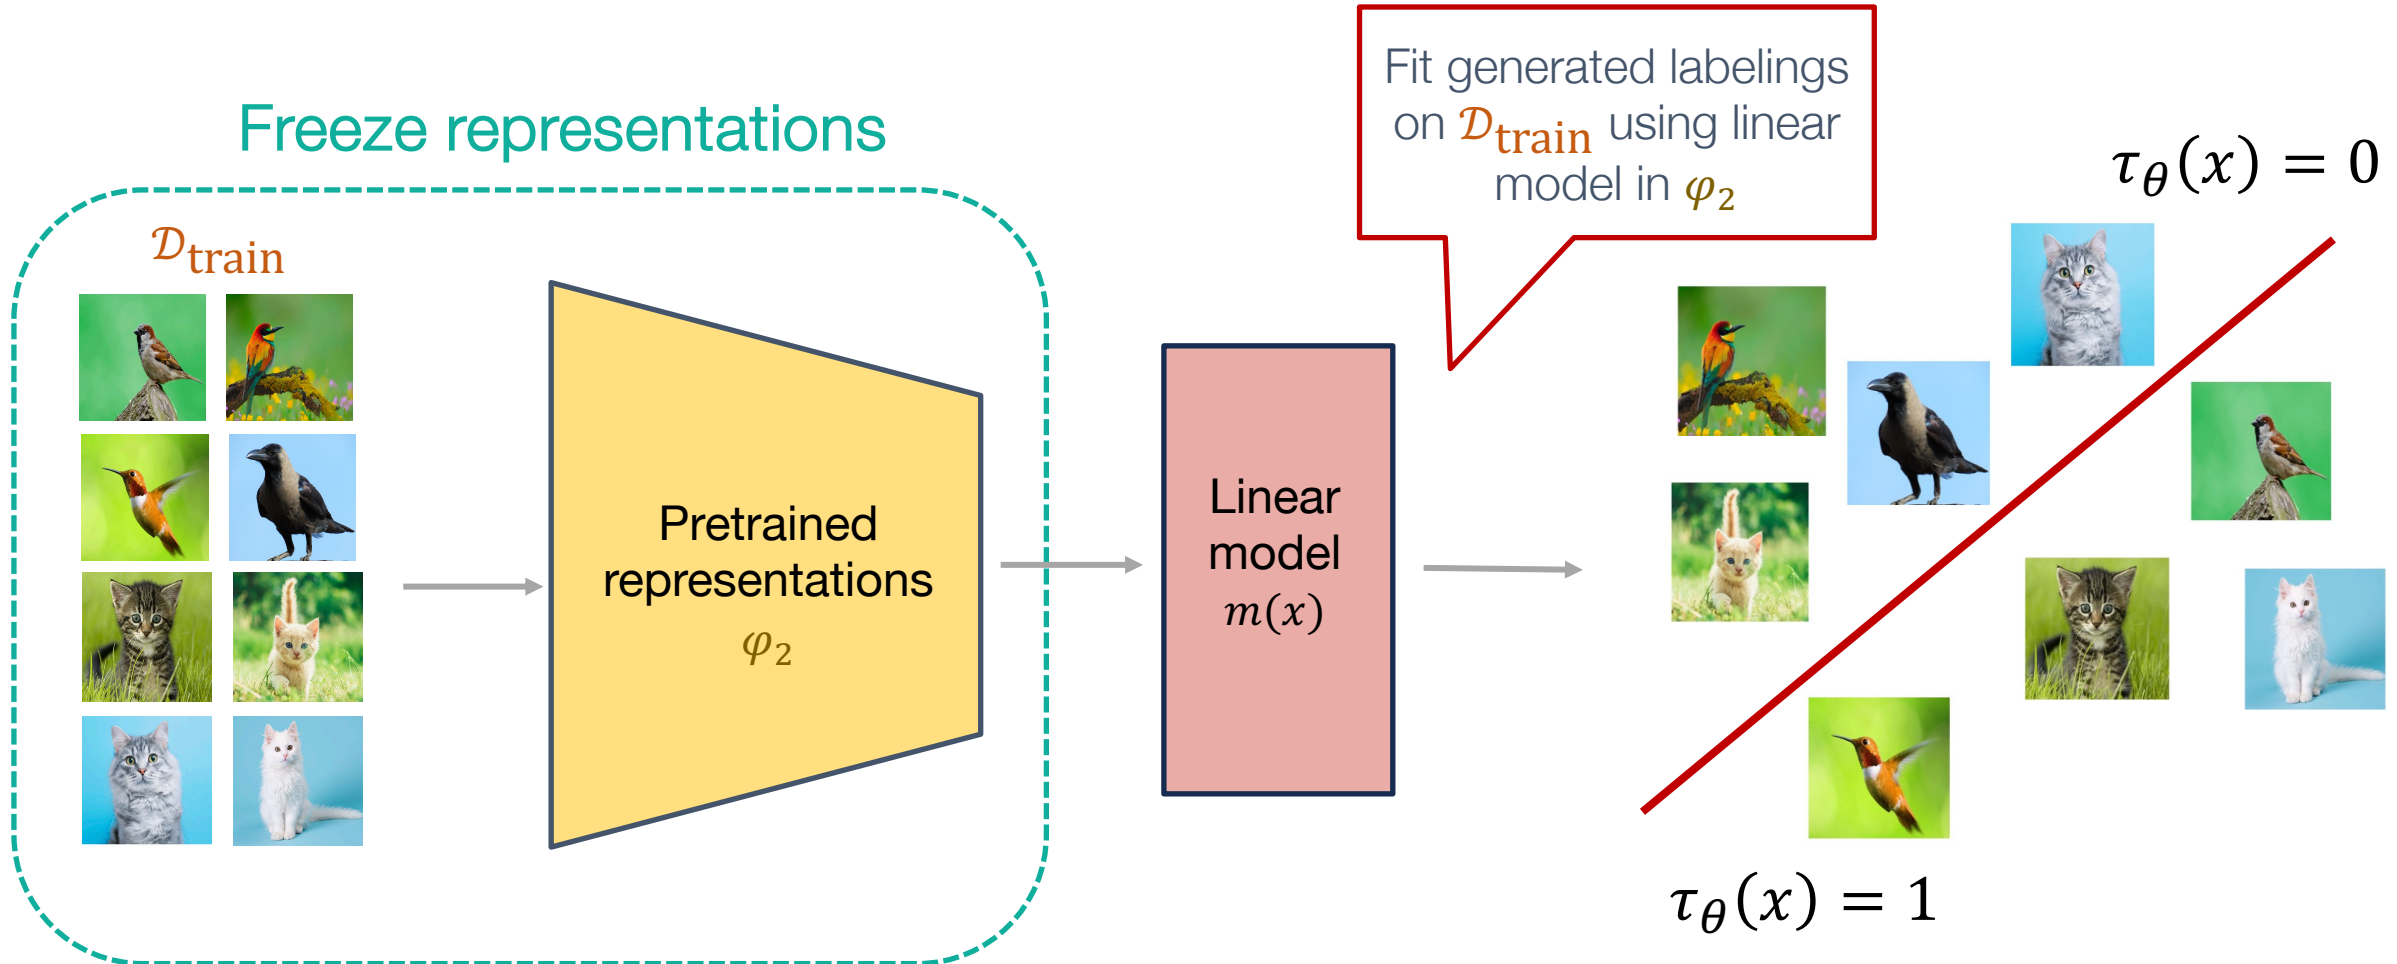 Freeze representations
𝒟train
Pretrained
representations
φ₂
Linear
model
m(x)
Fit generated labelings
on 𝒟train using linear
model in φ₂
τθ(x) = 0
τθ(x) = 1